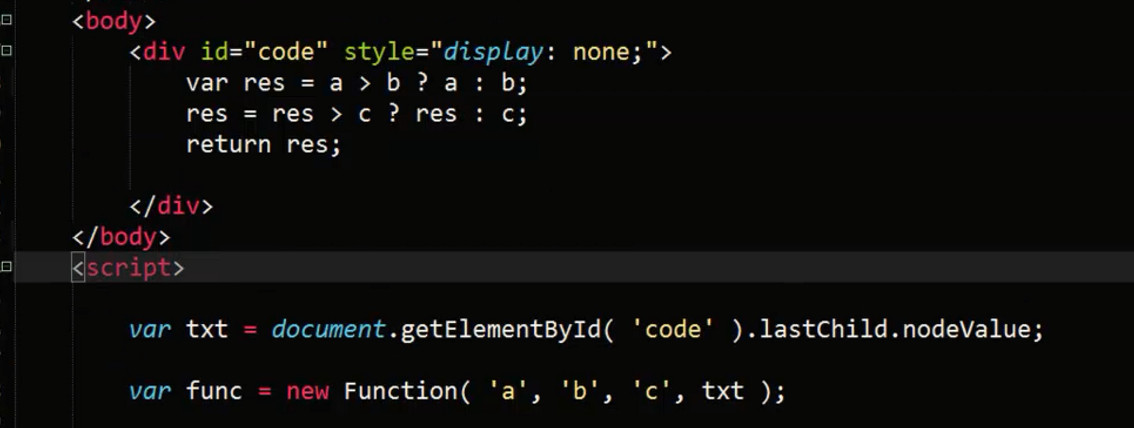 <body>
<div id="code" style="display: none;">
var res = a > b ? a : b;
res = res > c ? res : c;
return res;
</div>
</body>
<script>
var txt = document.getElementById( 'code' ).lastChild.nodeValue;
var func = new Function( 'a', 'b', 'c', txt );